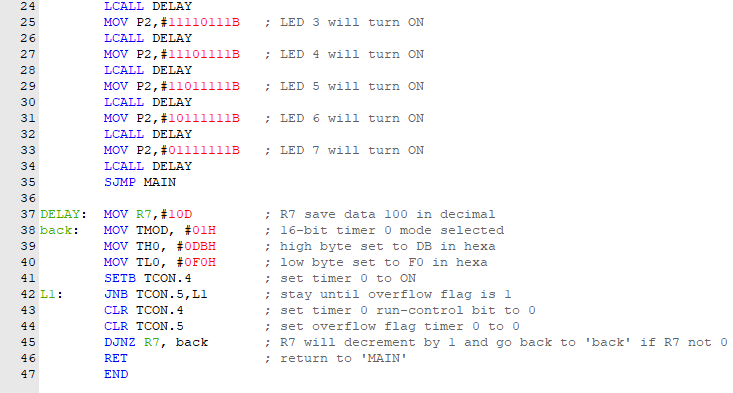 24 LCALL DELAY
25 MOV P2,#11110111B ; LED 3 will turn ON
26 LCALL DELAY
27 MOV P2,#11101111B ; LED 4 will turn ON
28 LCALL DELAY
29 MOV P2,#11011111B ; LED 5 will turn ON
30 LCALL DELAY
31 MOV P2,#10111111B ; LED 6 will turn ON
32 LCALL DELAY
33 MOV P2,#01111111B ; LED 7 will turn ON
34 LCALL DELAY
35 SJMP MAIN
36
37 DELAY: MOV R7,#10D ; R7 save data 100 in decimal
38 back: MOV TMOD, #01H ; 16-bit timer 0 mode selected
39 MOV TH0, #0DBH ; high byte set to DB in hexa
40 MOV TL0, #0F0H ; low byte set to F0 in hexa
41 SETB TCON.4 ; set timer 0 to ON
42 L1: JNB TCON.5,L1 ; stay until overflow flag is 1
43 CLR TCON.4 ; set timer 0 run-control bit to 0
44 CLR TCON.5 ; set overflow flag timer 0 to 0
45 DJNZ R7, back ; R7 will decrement by 1 and go back to 'back' if R7 not 0
46 RET ; return to 'MAIN'
47 END